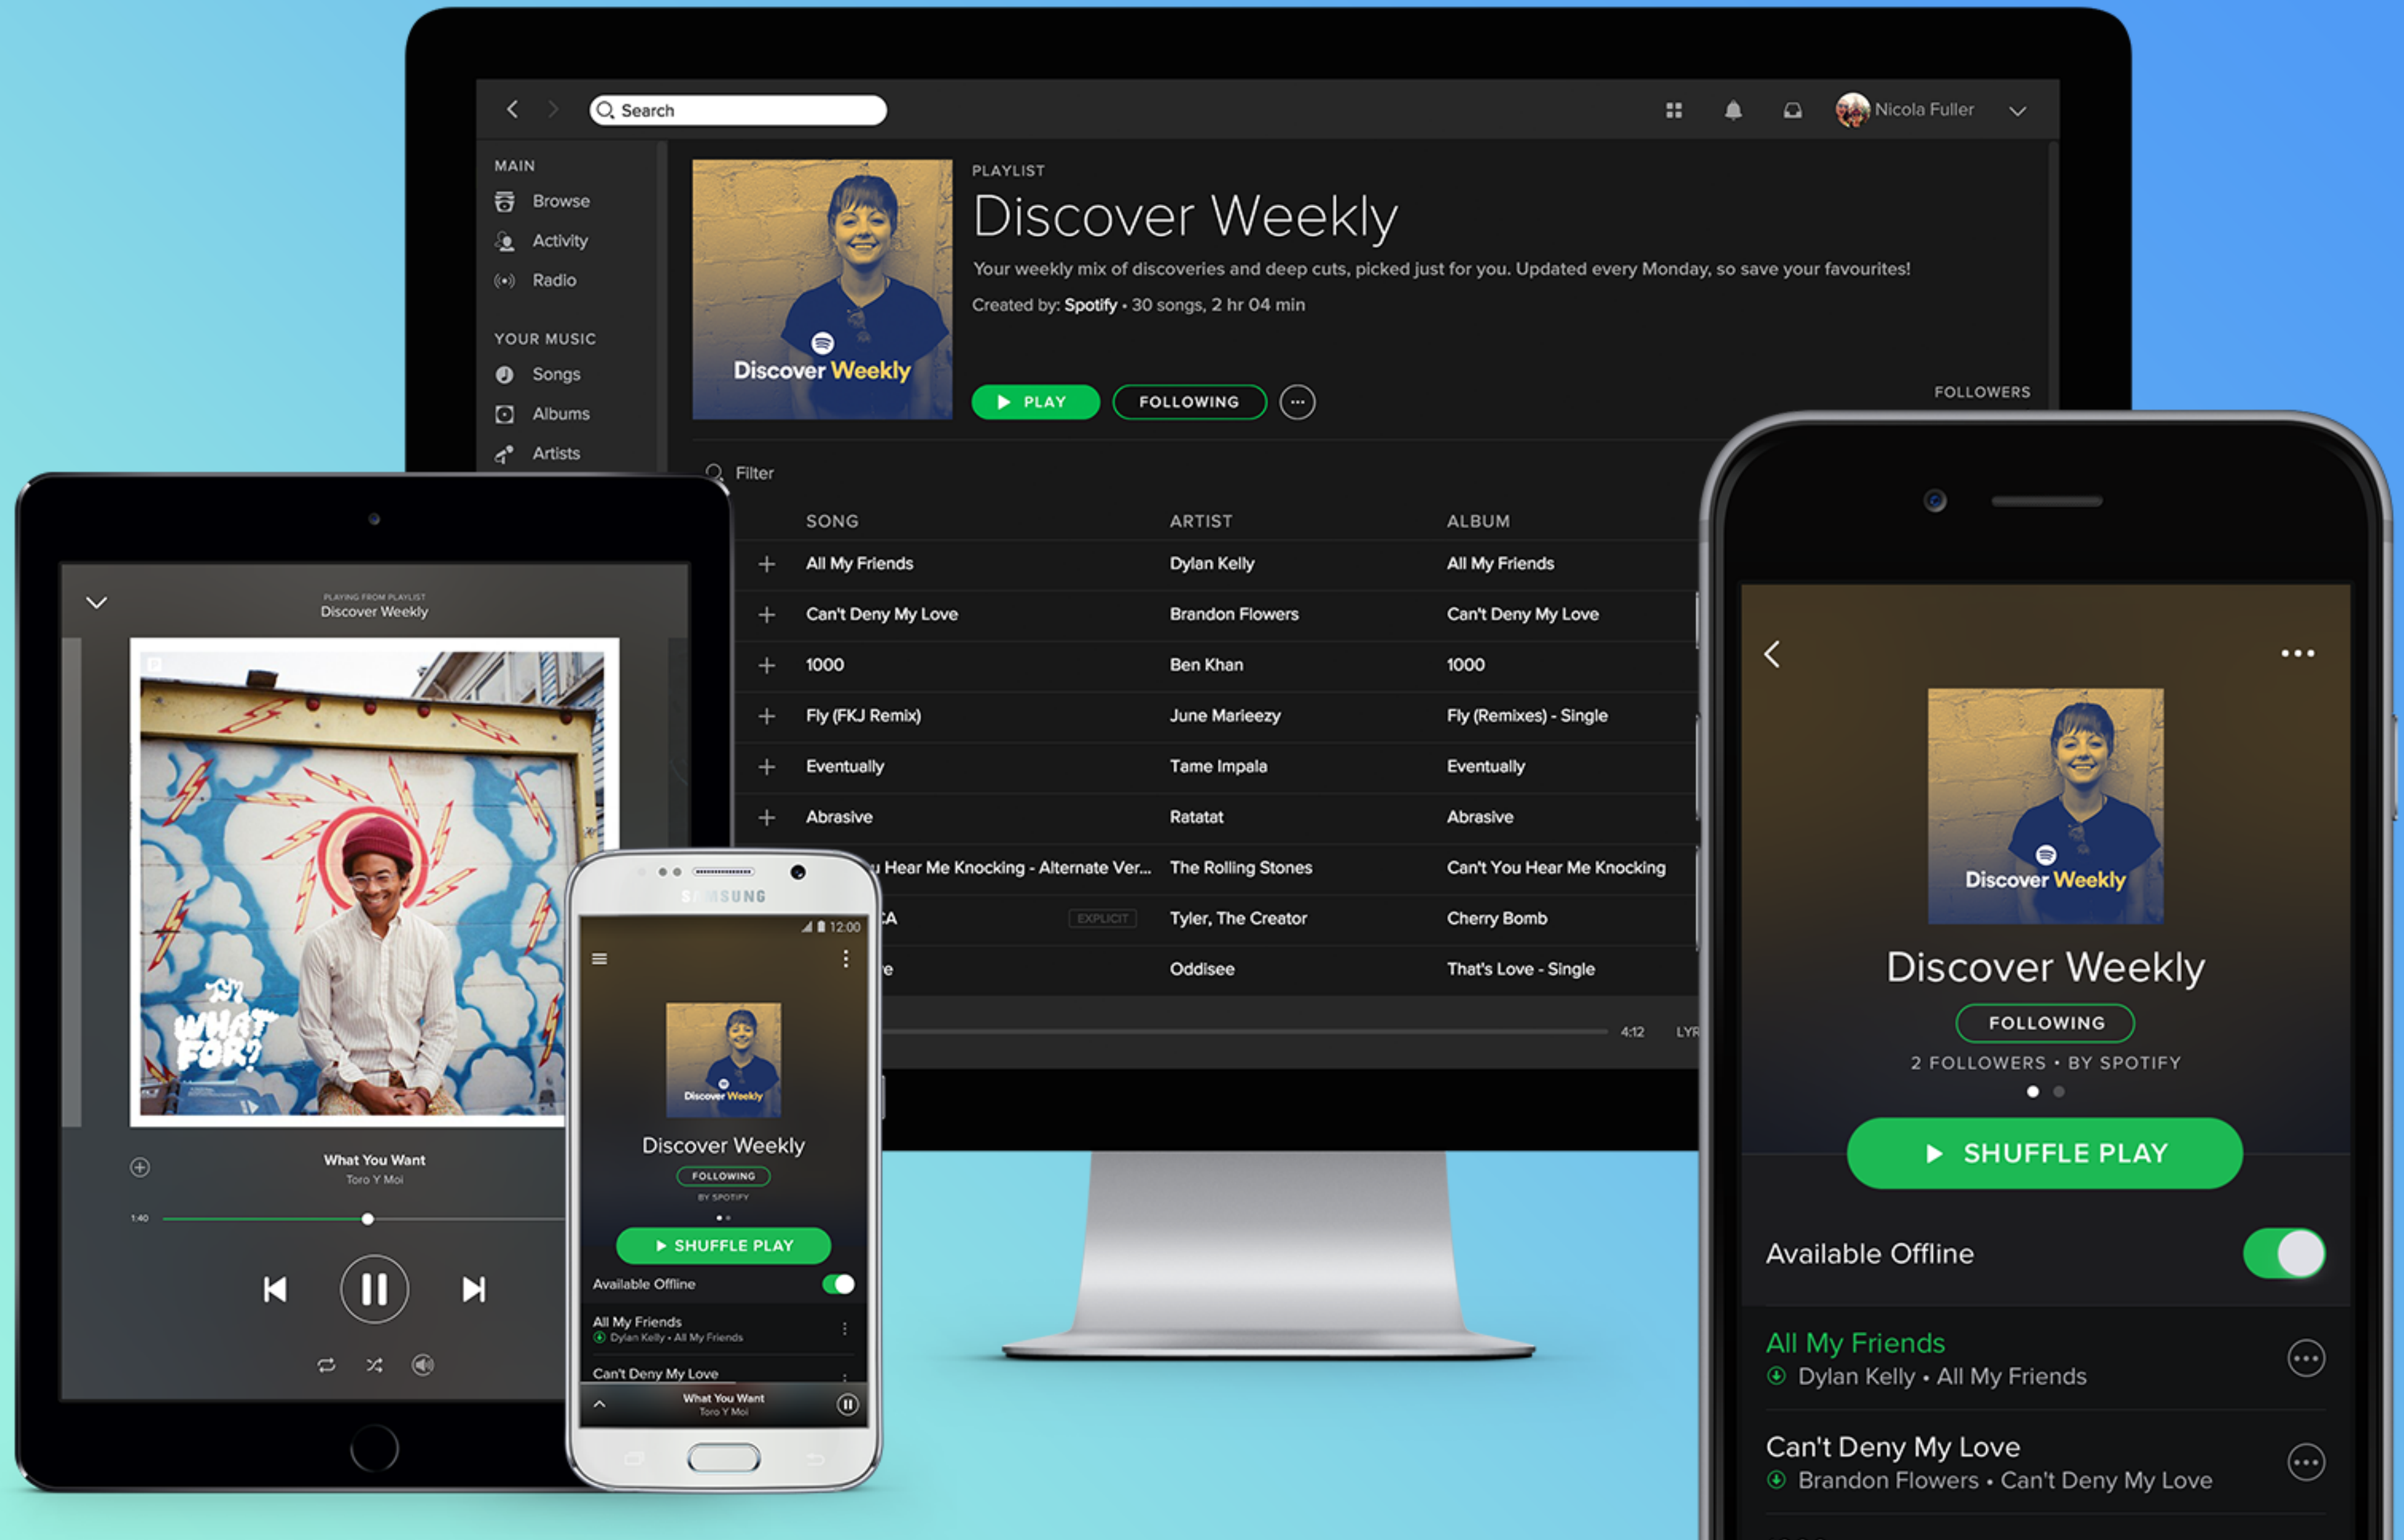 Search
Nicola Fuller
MAIN
Browse
Activity
Radio
YOUR MUSIC
Songs
Albums
Artists
Discover Weekly
PLAYLIST
Discover Weekly
Your weekly mix of discoveries and deep cuts, picked just for you. Updated every Monday, so save your favourites!
Created by: Spotify • 30 songs, 2 hr 04 min
PLAY FOLLOWING
FOLLOWERS
Filter
SONG ARTIST ALBUM
All My Friends Dylan Kelly All My Friends
Can't Deny My Love Brandon Flowers Can't Deny My Love
1000 Ben Khan 1000
Fly (FKJ Remix) June Marieezy Fly (Remixes) - Single
Eventually Tame Impala Eventually
Abrasive Ratatat Abrasive
u Hear Me Knocking - Alternate Ver... The Rolling Stones Can't You Hear Me Knocking
EXPLICIT Tyler, The Creator Cherry Bomb
Oddisee That's Love - Single
4:12 LYR
PLAYING FROM PLAYLIST
Discover Weekly
WHAT
FOR?
What You Want
Toro Y Moi
1:40
SAMSUNG
12:00
Discover Weekly
Discover Weekly
FOLLOWING
BY SPOTIFY
SHUFFLE PLAY
Available Offline
All My Friends
Dylan Kelly • All My Friends
Can't Deny My Love
What You Want
Toro Y Moi
Discover Weekly
Discover Weekly
FOLLOWING
2 FOLLOWERS • BY SPOTIFY
SHUFFLE PLAY
Available Offline
All My Friends
Dylan Kelly • All My Friends
Can't Deny My Love
Brandon Flowers • Can't Deny My Love